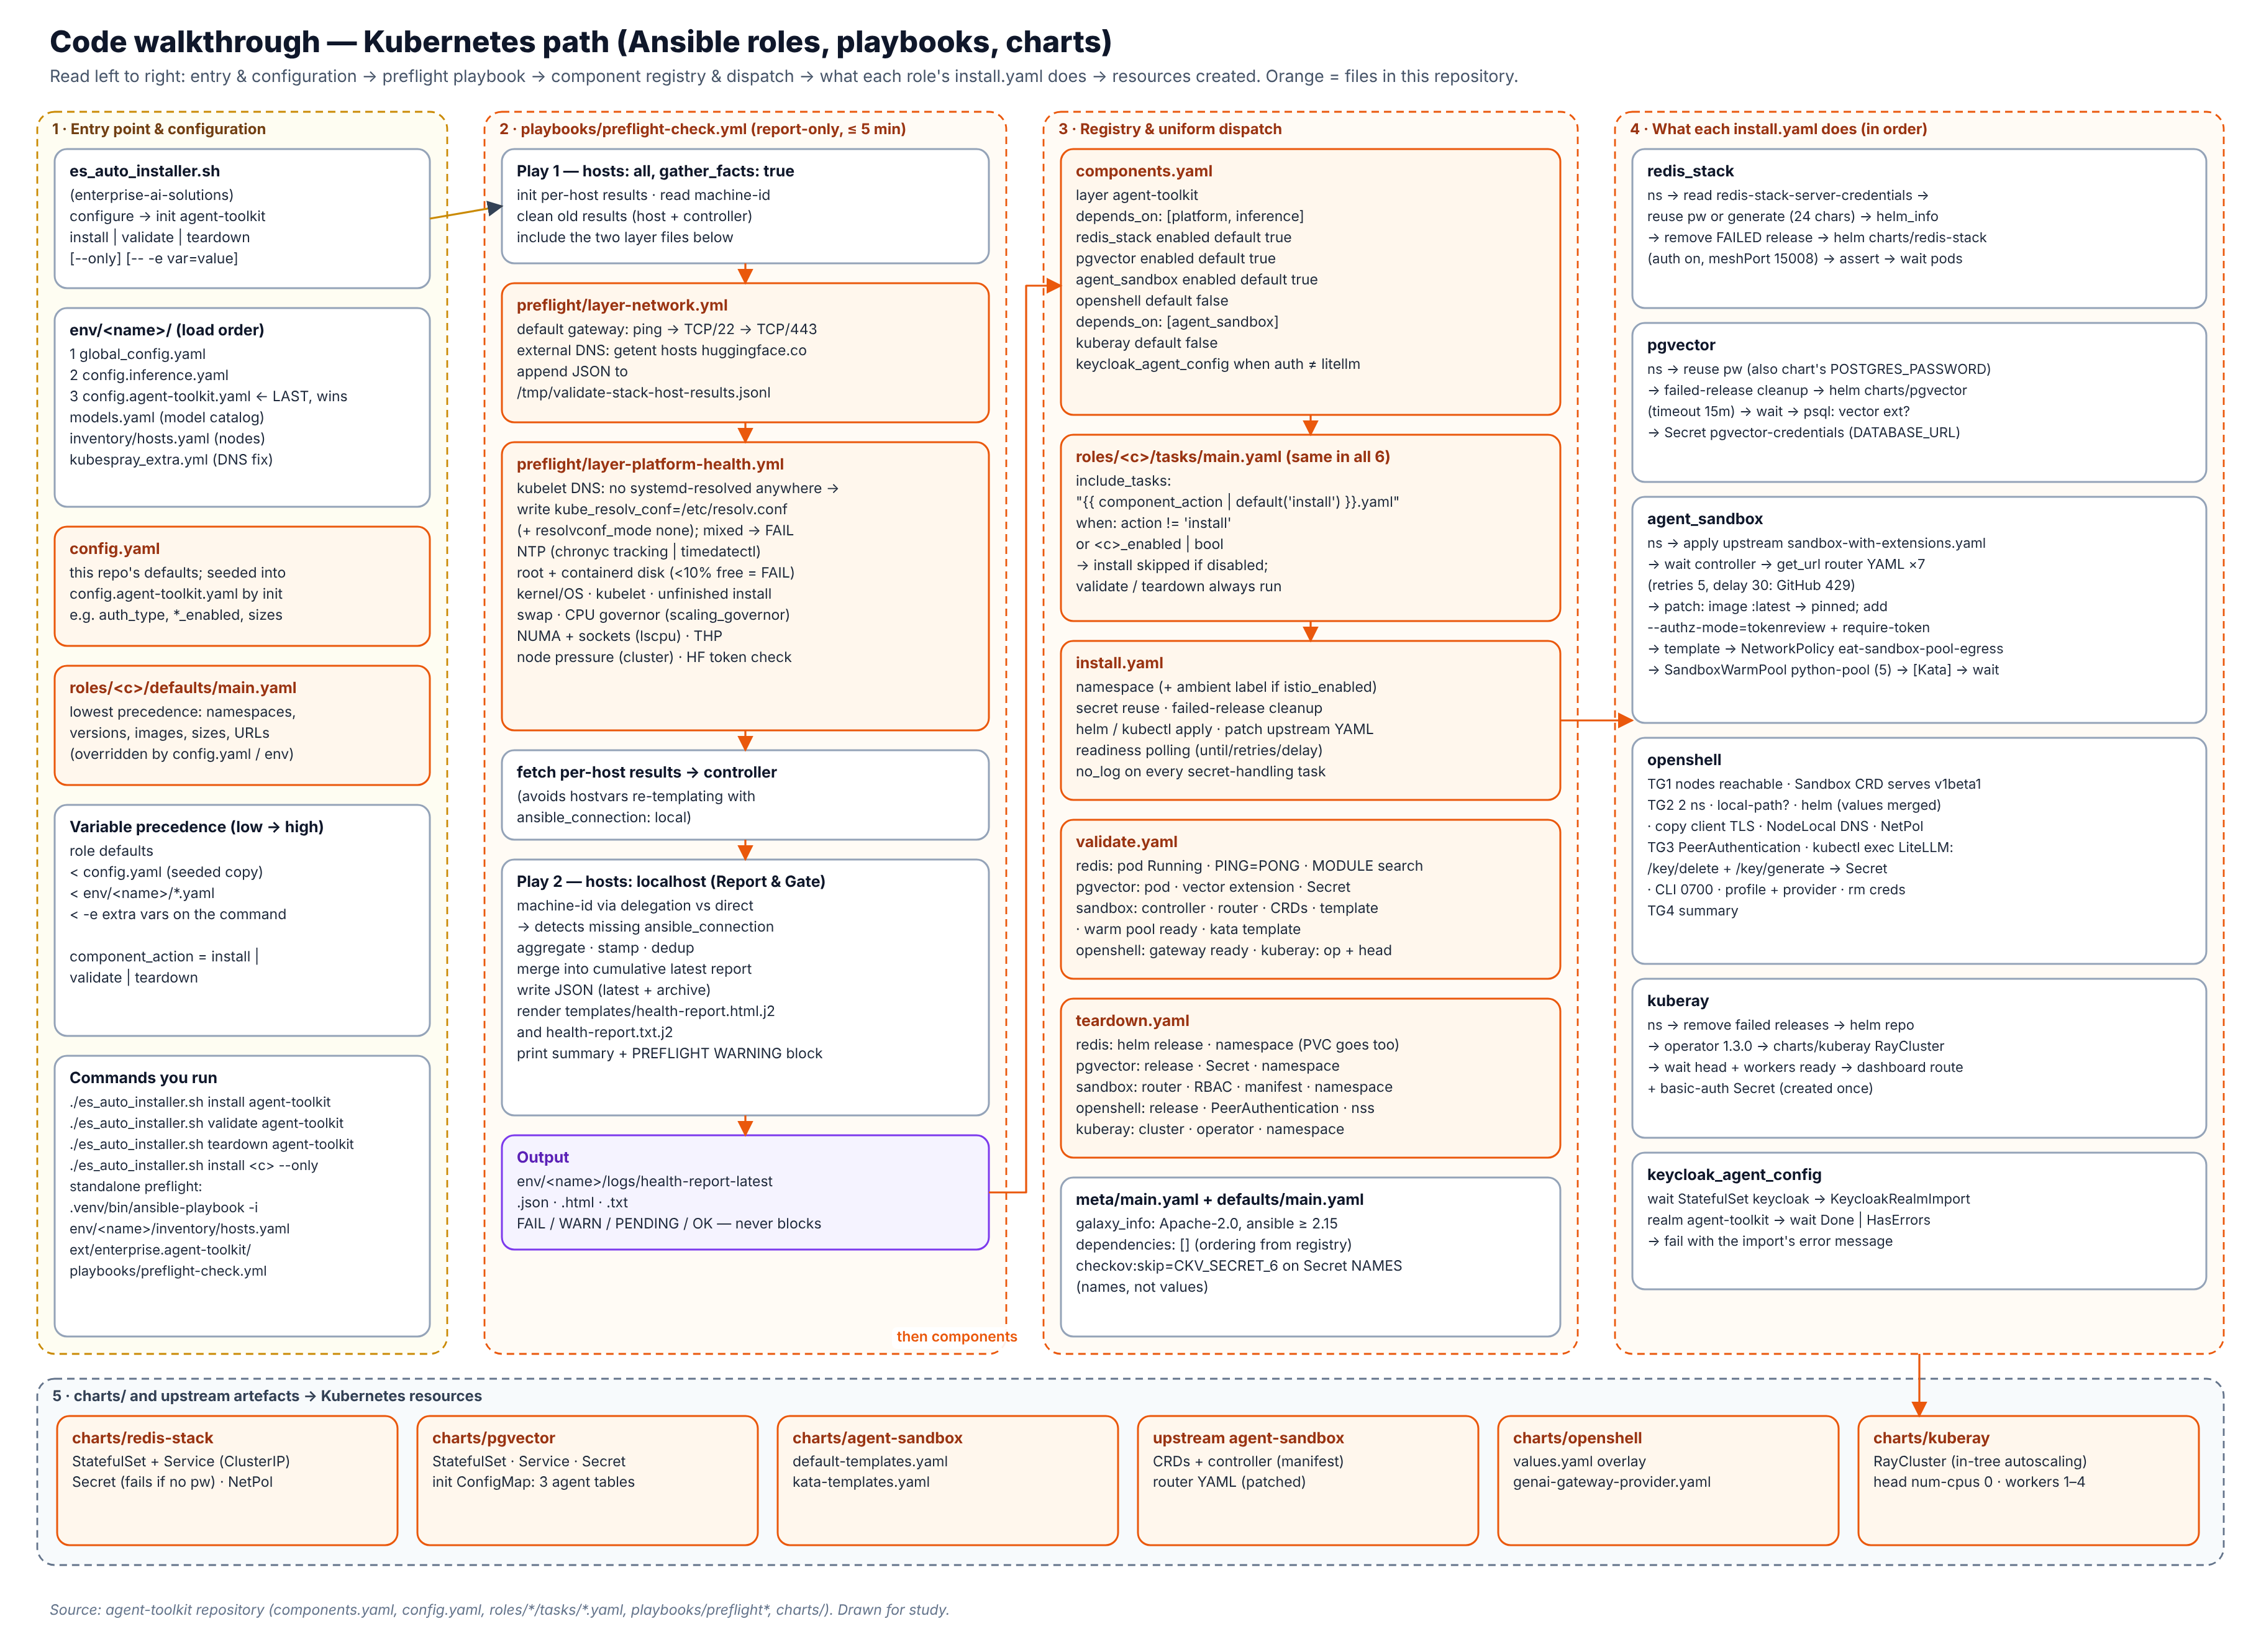 Code walkthrough — Kubernetes path (Ansible roles, playbooks, charts)
Read left to right: entry & configuration → preflight playbook → component registry & dispatch → what each role's install.yaml does → resources created. Orange = files in this repository.
1 · Entry point & configuration
es_auto_installer.sh
(enterprise-ai-solutions)
configure → init agent-toolkit
install | validate | teardown
[--only] [-- -e var=value]
env/<name>/ (load order)
1 global_config.yaml
2 config.inference.yaml
3 config.agent-toolkit.yaml ← LAST, wins
models.yaml (model catalog)
inventory/hosts.yaml (nodes)
kubespray_extra.yml (DNS fix)
config.yaml
this repo's defaults; seeded into
config.agent-toolkit.yaml by init
e.g. auth_type, *_enabled, sizes
roles/<c>/defaults/main.yaml
lowest precedence: namespaces,
versions, images, sizes, URLs
(overridden by config.yaml / env)
Variable precedence (low → high)
role defaults
< config.yaml (seeded copy)
< env/<name>/*.yaml
< -e extra vars on the command
component_action = install |
validate | teardown
Commands you run
./es_auto_installer.sh install agent-toolkit
./es_auto_installer.sh validate agent-toolkit
./es_auto_installer.sh teardown agent-toolkit
./es_auto_installer.sh install <c> --only
standalone preflight:
.venv/bin/ansible-playbook -i
env/<name>/inventory/hosts.yaml
ext/enterprise.agent-toolkit/
playbooks/preflight-check.yml
2 · playbooks/preflight-check.yml (report-only, ≤ 5 min)
Play 1 — hosts: all, gather_facts: true
init per-host results · read machine-id
clean old results (host + controller)
include the two layer files below
preflight/layer-network.yml
default gateway: ping → TCP/22 → TCP/443
external DNS: getent hosts huggingface.co
append JSON to
/tmp/validate-stack-host-results.jsonl
preflight/layer-platform-health.yml
kubelet DNS: no systemd-resolved anywhere →
write kube_resolv_conf=/etc/resolv.conf
(+ resolvconf_mode none); mixed → FAIL
NTP (chronyc tracking | timedatectl)
root + containerd disk (<10% free = FAIL)
kernel/OS · kubelet · unfinished install
swap · CPU governor (scaling_governor)
NUMA + sockets (lscpu) · THP
node pressure (cluster) · HF token check
fetch per-host results → controller
(avoids hostvars re-templating with
ansible_connection: local)
Play 2 — hosts: localhost (Report & Gate)
machine-id via delegation vs direct
→ detects missing ansible_connection
aggregate · stamp · dedup
merge into cumulative latest report
write JSON (latest + archive)
render templates/health-report.html.j2
and health-report.txt.j2
print summary + PREFLIGHT WARNING block
Output
env/<name>/logs/health-report-latest
.json · .html · .txt
FAIL / WARN / PENDING / OK — never blocks
then components
3 · Registry & uniform dispatch
components.yaml
layer agent-toolkit
depends_on: [platform, inference]
redis_stack enabled default true
pgvector enabled default true
agent_sandbox enabled default true
openshell default false
depends_on: [agent_sandbox]
kuberay default false
keycloak_agent_config when auth ≠ litellm
roles/<c>/tasks/main.yaml (same in all 6)
include_tasks:
"{{ component_action | default('install') }}.yaml"
when: action != 'install'
or <c>_enabled | bool
→ install skipped if disabled;
validate / teardown always run
install.yaml
namespace (+ ambient label if istio_enabled)
secret reuse · failed-release cleanup
helm / kubectl apply · patch upstream YAML
readiness polling (until/retries/delay)
no_log on every secret-handling task
validate.yaml
redis: pod Running · PING=PONG · MODULE search
pgvector: pod · vector extension · Secret
sandbox: controller · router · CRDs · template
· warm pool ready · kata template
openshell: gateway ready · kuberay: op + head
teardown.yaml
redis: helm release · namespace (PVC goes too)
pgvector: release · Secret · namespace
sandbox: router · RBAC · manifest · namespace
openshell: release · PeerAuthentication · nss
kuberay: cluster · operator · namespace
meta/main.yaml + defaults/main.yaml
galaxy_info: Apache-2.0, ansible ≥ 2.15
dependencies: [] (ordering from registry)
checkov:skip=CKV_SECRET_6 on Secret NAMES
(names, not values)
4 · What each install.yaml does (in order)
redis_stack
ns → read redis-stack-server-credentials →
reuse pw or generate (24 chars) → helm_info
→ remove FAILED release → helm charts/redis-stack
(auth on, meshPort 15008) → assert → wait pods
pgvector
ns → reuse pw (also chart's POSTGRES_PASSWORD)
→ failed-release cleanup → helm charts/pgvector
(timeout 15m) → wait → psql: vector ext?
→ Secret pgvector-credentials (DATABASE_URL)
agent_sandbox
ns → apply upstream sandbox-with-extensions.yaml
→ wait controller → get_url router YAML ×7
(retries 5, delay 30: GitHub 429)
→ patch: image :latest → pinned; add
--authz-mode=tokenreview + require-token
→ template → NetworkPolicy eat-sandbox-pool-egress
→ SandboxWarmPool python-pool (5) → [Kata] → wait
openshell
TG1 nodes reachable · Sandbox CRD serves v1beta1
TG2 2 ns · local-path? · helm (values merged)
· copy client TLS · NodeLocal DNS · NetPol
TG3 PeerAuthentication · kubectl exec LiteLLM:
/key/delete + /key/generate → Secret
· CLI 0700 · profile + provider · rm creds
TG4 summary
kuberay
ns → remove failed releases → helm repo
→ operator 1.3.0 → charts/kuberay RayCluster
→ wait head + workers ready → dashboard route
+ basic-auth Secret (created once)
keycloak_agent_config
wait StatefulSet keycloak → KeycloakRealmImport
realm agent-toolkit → wait Done | HasErrors
→ fail with the import's error message
5 · charts/ and upstream artefacts → Kubernetes resources
charts/redis-stack
StatefulSet + Service (ClusterIP)
Secret (fails if no pw) · NetPol
charts/pgvector
StatefulSet · Service · Secret
init ConfigMap: 3 agent tables
charts/agent-sandbox
default-templates.yaml
kata-templates.yaml
upstream agent-sandbox
CRDs + controller (manifest)
router YAML (patched)
charts/openshell
values.yaml overlay
genai-gateway-provider.yaml
charts/kuberay
RayCluster (in-tree autoscaling)
head num-cpus 0 · workers 1–4
Source: agent-toolkit repository (components.yaml, config.yaml, roles/*/tasks/*.yaml, playbooks/preflight*, charts/). Drawn for study.